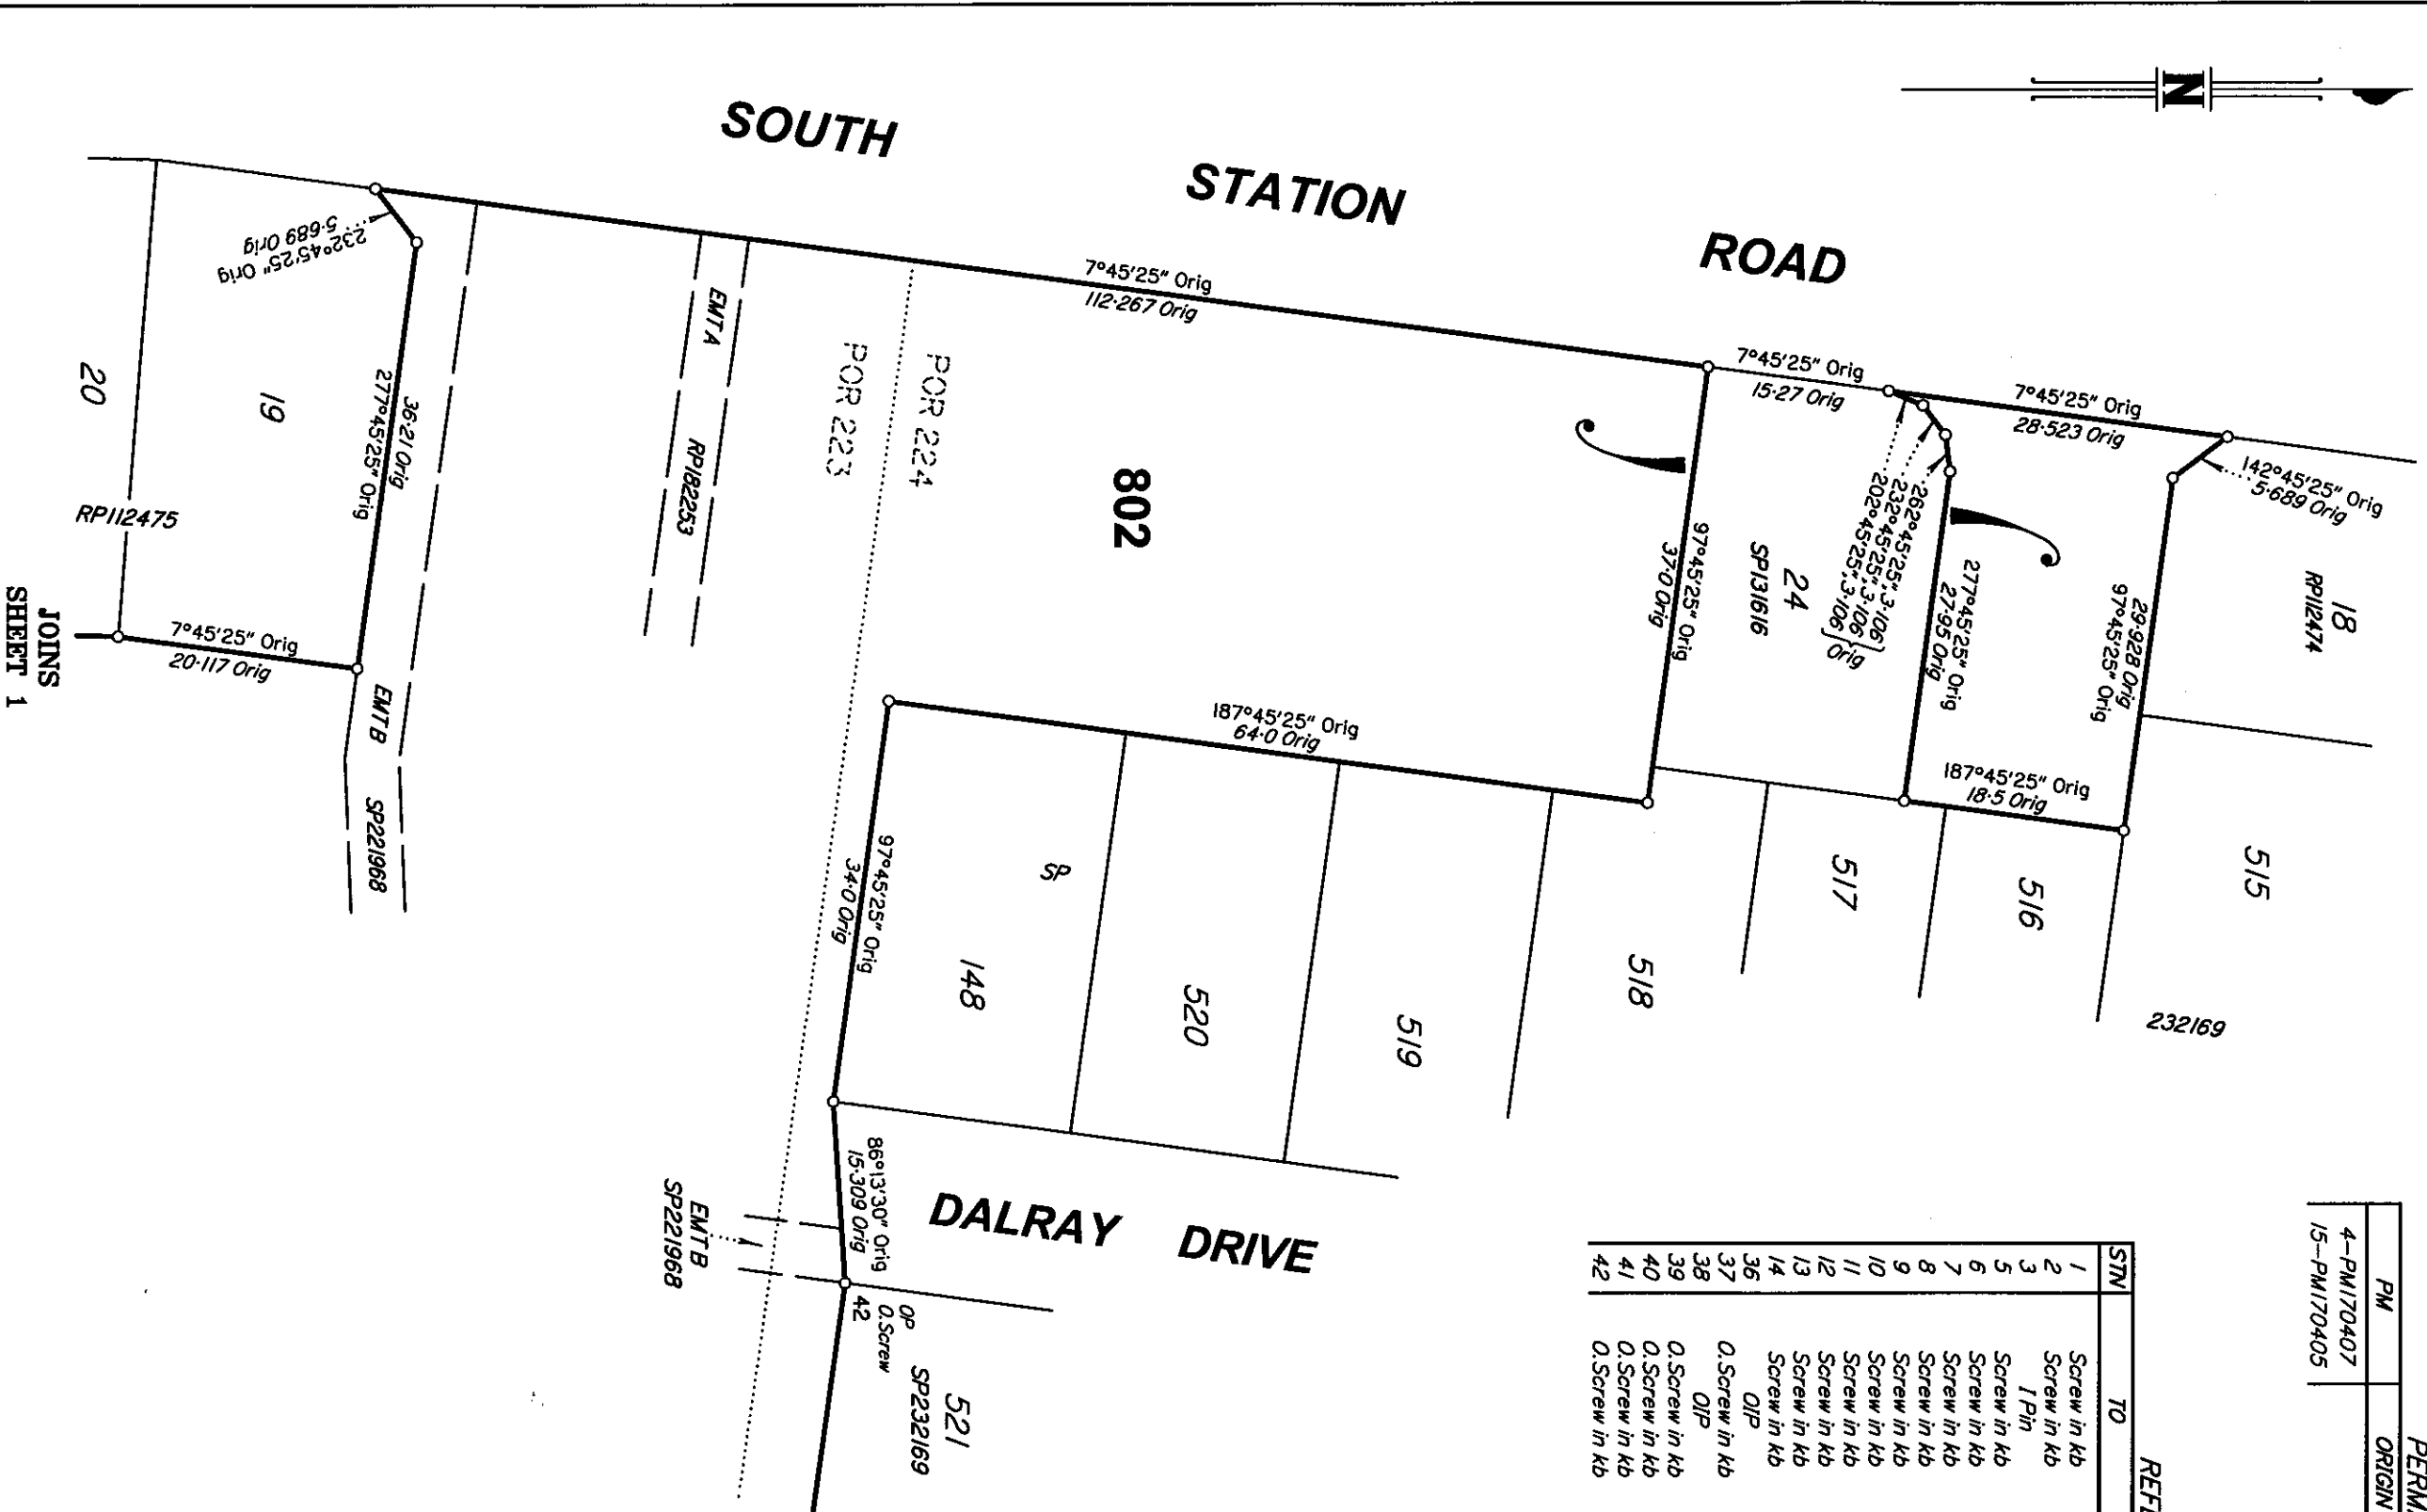 N
SOUTH STATION ROAD
7°45'25" Orig
112·267 Orig
7°45'25" Orig
15·27 Orig
7°45'25" Orig
28·523 Orig
142°45'25" Orig
5·689 Orig
232°45'25" Orig
5·689 Orig
36·21 Orig
277°45'25" Orig
19
20
RP112475
7°45'25" Orig
20·117 Orig
JOINS
SHEET 1
EMT B
SP221968
EMT A
RP182253
POR 223
POR 224
802
97°45'25" Orig
37·0 Orig
24
SP131616
262°45'25",3·106
232°45'25",3·106
202°45'25",3·106
Orig
277°45'25" Orig
27·95 Orig
29·928 Orig
97°45'25" Orig
18
RP112474
187°45'25" Orig
18·5 Orig
187°45'25" Orig
64·0 Orig
97°45'25" Orig
34·0 Orig
SP
232169
148
520
519
518
517
516
515
86°13'30" Orig
15·309 Orig
DALRAY DRIVE
EMT B
SP221968
42
OP
O.Screw
521
SP232169
PERM
PM
ORIGIN
4-PM170407
15-PM170405
REFE
STN TO
1 Screw in kb
2 Screw in kb
3 I Pin
5 Screw in kb
6 Screw in kb
7 Screw in kb
8 Screw in kb
9 Screw in kb
10 Screw in kb
11 Screw in kb
12 Screw in kb
13 Screw in kb
14 Screw in kb
36 OIP
37 O.Screw in kb
38 OIP
39 O.Screw in kb
40 O.Screw in kb
41 O.Screw in kb
42 O.Screw in kb